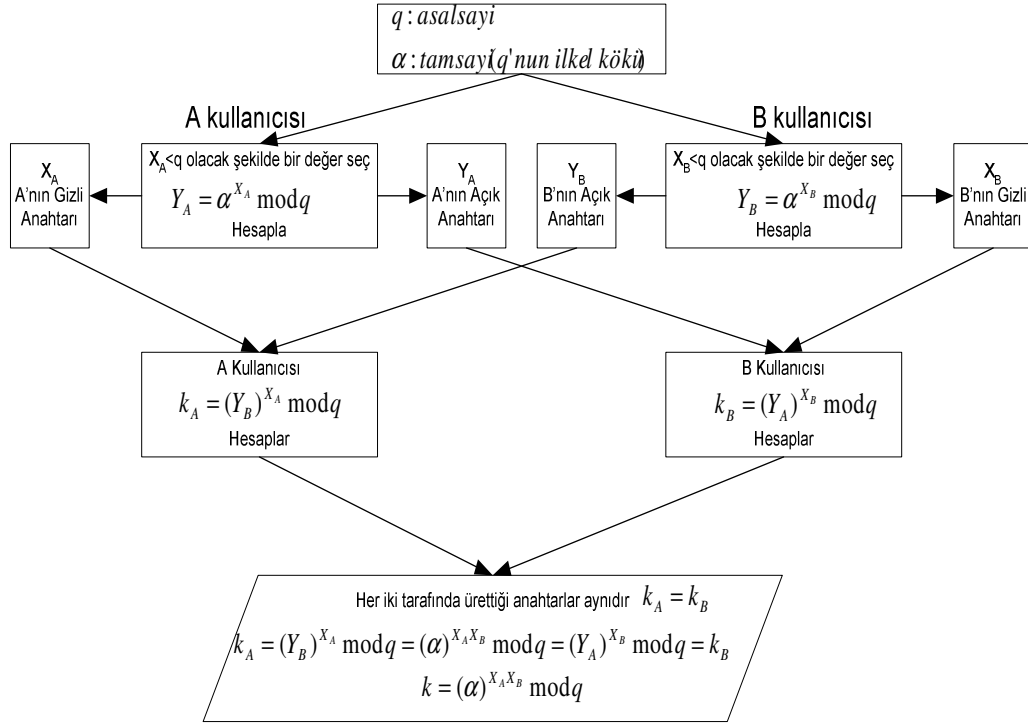 q : asalsayi
α : tamsayi(q'nun ilkel kökü)
A kullanıcısı
B kullanıcısı
X_A
A'nın Gizli
Anahtarı
X_A<q olacak şekilde bir değer seç
Y_A = α^{X_A} mod q
Hesapla
Y_A
A'nın Açık
Anahtarı
Y_B
B'nın Açık
Anahtarı
X_B<q olacak şekilde bir değer seç
Y_B = α^{X_B} mod q
Hesapla
X_B
B'nın Gizli
Anahtarı
A Kullanıcısı
k_A = (Y_B)^{X_A} mod q
Hesaplar
B Kullanıcısı
k_B = (Y_A)^{X_B} mod q
Hesaplar
Her iki tarafında ürettiği anahtarlar aynıdır k_A = k_B
k_A = (Y_B)^{X_A} mod q = (α)^{X_A X_B} mod q = (Y_A)^{X_B} mod q = k_B
k = (α)^{X_A X_B} mod q